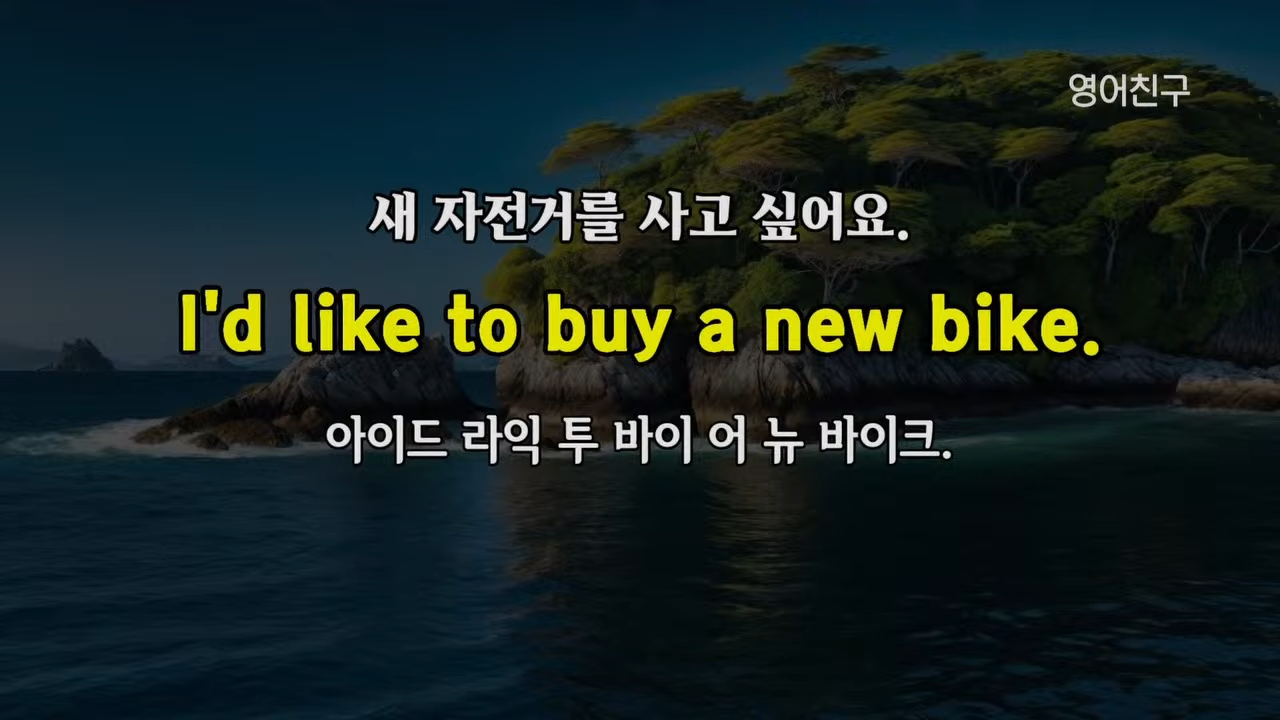 영어친구
새 자전거를 사고 싶어요.
I'd like to buy a new bike.
아이드 라익 투 바이 어 뉴 바이크.